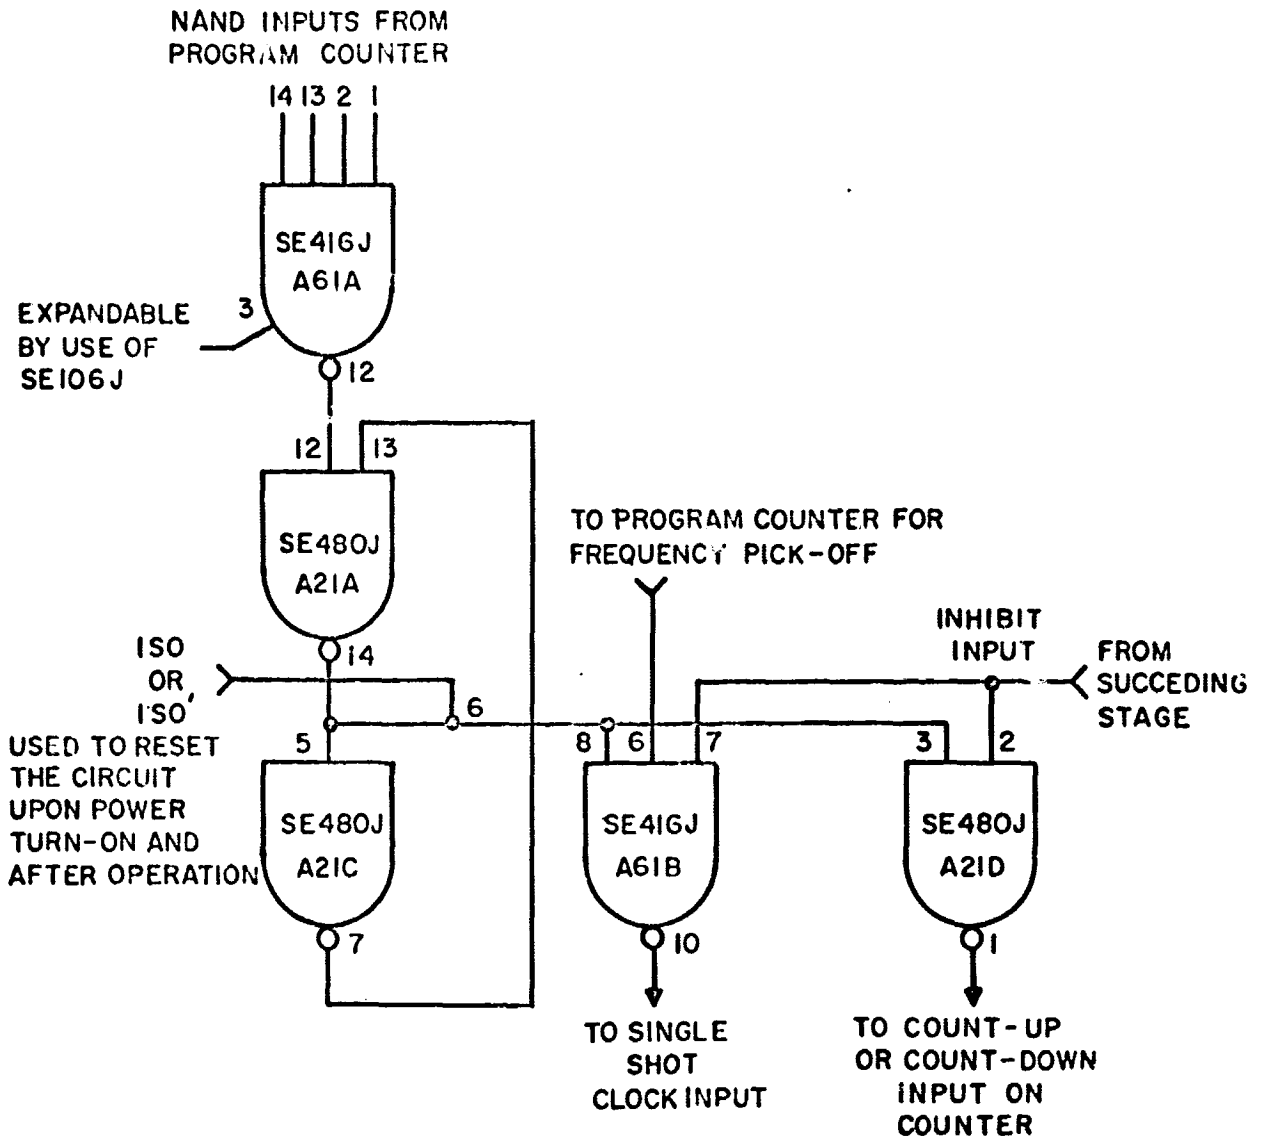 NAND INPUTS FROM
PROGRAM COUNTER
14 13 2 1
SE416J
A61A
3
EXPANDABLE
BY USE OF
SE106J
12
12 13
SE480J
A21A
14
TO PROGRAM COUNTER FOR
FREQUENCY PICK-OFF
INHIBIT
INPUT
FROM
SUCCEDING
STAGE
ISO
OR
ISO'
6
USED TO RESET
THE CIRCUIT
UPON POWER
TURN-ON AND
AFTER OPERATION
5
8 6 7
3 2
SE480J
A21C
SE416J
A61B
SE480J
A21D
7
10
1
TO SINGLE
SHOT
CLOCK INPUT
TO COUNT-UP
OR COUNT-DOWN
INPUT ON
COUNTER